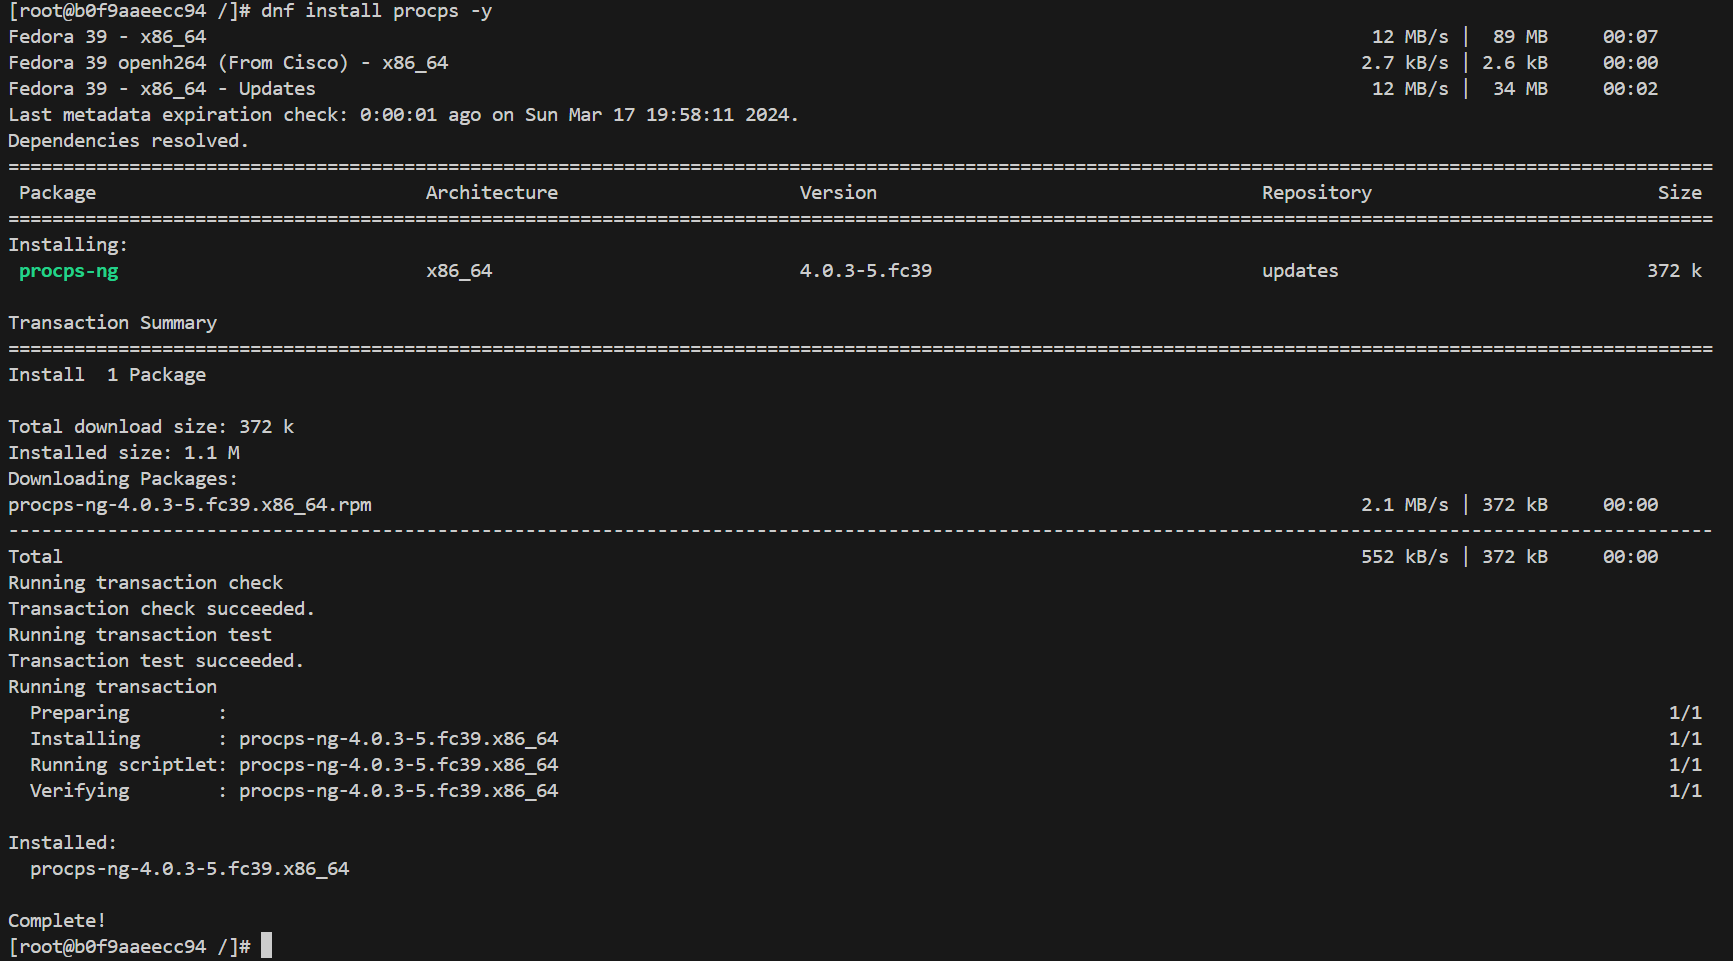 [root@b0f9aaeecc94 /]# dnf install procps -y
Fedora 39 - x86_64                                12 MB/s |  89 MB     00:07
Fedora 39 openh264 (From Cisco) - x86_64          2.7 kB/s | 2.6 kB     00:00
Fedora 39 - x86_64 - Updates                      12 MB/s |  34 MB     00:02
Last metadata expiration check: 0:00:01 ago on Sun Mar 17 19:58:11 2024.
Dependencies resolved.
================================================================================
 Package          Architecture          Version          Repository          Size
================================================================================
Installing:
 procps-ng          x86_64          4.0.3-5.fc39          updates          372 k

Transaction Summary
================================================================================
Install  1 Package

Total download size: 372 k
Installed size: 1.1 M
Downloading Packages:
procps-ng-4.0.3-5.fc39.x86_64.rpm                 2.1 MB/s | 372 kB     00:00
--------------------------------------------------------------------------------
Total                                             552 kB/s | 372 kB     00:00
Running transaction check
Transaction check succeeded.
Running transaction test
Transaction test succeeded.
Running transaction
  Preparing        :                                                         1/1
  Installing       : procps-ng-4.0.3-5.fc39.x86_64                           1/1
  Running scriptlet: procps-ng-4.0.3-5.fc39.x86_64                           1/1
  Verifying        : procps-ng-4.0.3-5.fc39.x86_64                           1/1

Installed:
  procps-ng-4.0.3-5.fc39.x86_64

Complete!
[root@b0f9aaeecc94 /]#